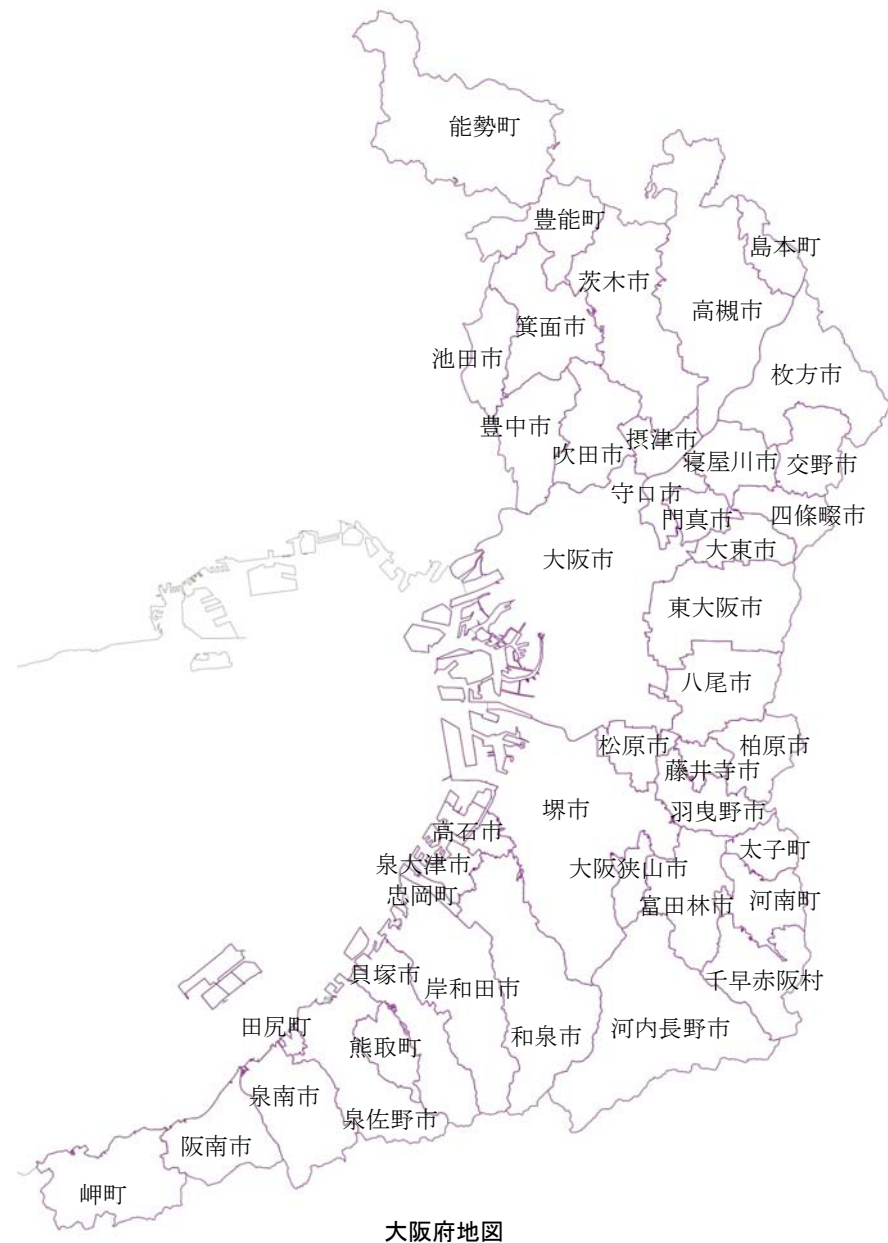 能勢町
豊能町
島本町
茨木市
高槻市
箕面市
池田市
枚方市
豊中市
摂津市
吹田市
寝屋川市
交野市
守口市
門真市
四條畷市
大東市
大阪市
東大阪市
八尾市
松原市
柏原市
藤井寺市
堺市
羽曳野市
高石市
太子町
泉大津市
大阪狭山市
忠岡町
富田林市
河南町
貝塚市
岸和田市
千早赤阪村
田尻町
和泉市
河内長野市
熊取町
泉南市
泉佐野市
阪南市
岬町
大阪府地図